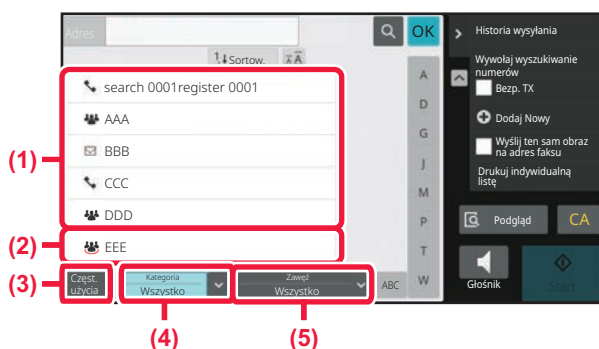 Adres
OK
Historia wysyłania
Sortow.
Wywołaj wyszukiwanie
numerów
Bezp. TX
search 0001register 0001
A
AAA
D
Dodaj Nowy
(1)
BBB
G
Wyślij ten sam obraz
na adres faksu
CCC
J
Drukuj indywidualną
listę
M
DDD
P
Podgląd
CA
(2)
EEE
T
(3)
Częst.
użycia
Kategoria
Wszystko
Zawęź
Wszystko
ABC
W
Głośnik
Start
(4)
(5)